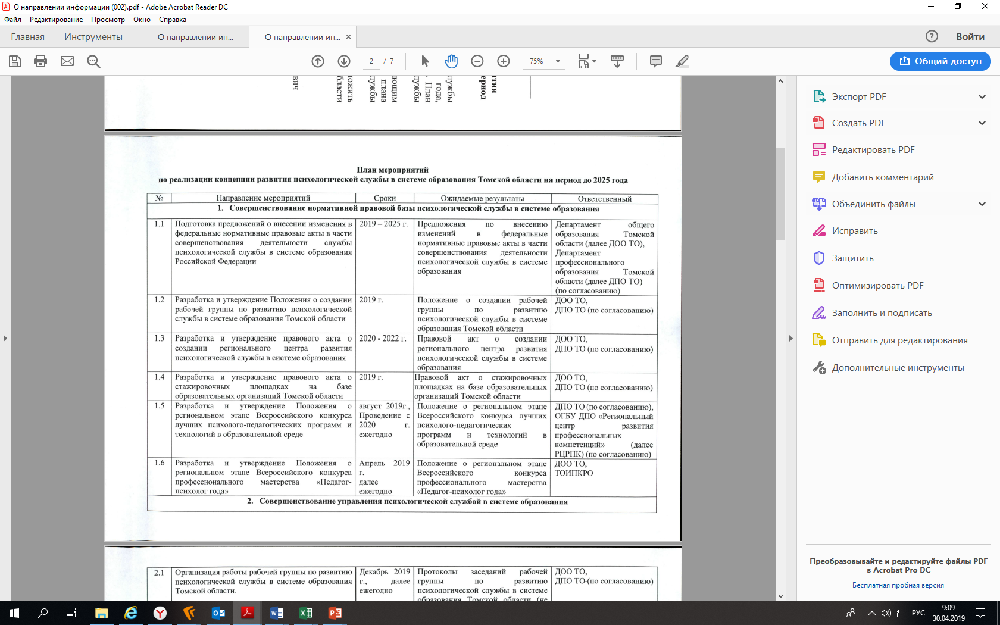 О направлении информации (002).pdf - Adobe Acrobat Reader DC
Файл Редактирование Просмотр Окно Справка
Главная Инструменты О направлении ин... О направлении ин... ×
? Войти
2 / 7 75% Общий доступ
вич
ложить
бласти
ющим
плана
службы
лужбы
года,
. План
лужбы
ития
ериод
План мероприятий
по реализации концепции развития психологической службы в системе образования Томской области на период до 2025 года
№ Направление мероприятий Сроки Ожидаемые результаты Ответственный
1. Совершенствование нормативной правовой базы психологической службы в системе образования
1.1 Подготовка предложений о внесении изменения в
федеральные нормативные правовые акты в части
совершенствования деятельности службы
психологической службы в системе образования
Российской Федерации
2019 – 2025 г.
Предложения по внесению
изменений в федеральные
нормативные правовые акты в части
совершенствования деятельности
психологической службы в системе
образования
Департамент общего
образования Томской
области (далее ДОО ТО),
Департамент
профессионального
образования Томской
области (далее ДПО ТО)
(по согласованию)
1.2 Разработка и утверждение Положения о создании
рабочей группы по развитию психологической
службы в системе образования Томской области
2019 г.
Положение о создании рабочей
группы по развитию
психологической службы в системе
образования Томской области
ДОО ТО,
ДПО ТО (по согласованию)
1.3 Разработка и утверждение правового акта о
создании регионального центра развития
психологической службы в системе образования
2020 - 2022 г.
Правовой акт о создании
регионального центра развития
психологической службы в системе
образования
ДОО ТО,
ДПО ТО (по согласованию)
1.4 Разработка и утверждение правового акта о
стажировочных площадках на базе
образовательных организаций Томской области
2019 г.
Правовой акт о стажировочных
площадках на базе образовательных
организаций Томской области
ДОО ТО,
ДПО ТО (по согласованию)
1.5 Разработка и утверждение Положения о
региональном этапе Всероссийского конкурса
лучших психолого-педагогических программ и
технологий в образовательной среде
август 2019г.,
Проведение с
2020 г.
ежегодно
Положение о региональном этапе
Всероссийского конкурса лучших
психолого-педагогических
программ и технологий в
образовательной среде
ДПО ТО (по согласованию),
ОГБУ ДПО «Региональный
центр развития
профессиональных
компетенций» (далее
РЦРПК) (по согласованию)
1.6 Разработка и утверждение Положения о
региональном этапе Всероссийского конкурса
профессионального мастерства «Педагог-
психолог года»
Апрель 2019
г.
далее
ежегодно
Положение о региональном этапе
Всероссийского конкурса
профессионального мастерства
«Педагог-психолог года»
ДОО ТО,
ТОИПКРО
2. Совершенствование управления психологической службой в системе образования
2.1 Организация работы рабочей группы по развитию
психологической службы в системе образования
Томской области.
Декабрь 2019
г., далее
ежегодно
Протоколы заседаний рабочей
группы по развитию
психологической службы в системе
образования Томской области (не
ДОО ТО,
ДПО ТО-(по согласованию)
Экспорт PDF
Создать PDF
Редактировать PDF
Добавить комментарий
Объединить файлы
Исправить
Защитить
Оптимизировать PDF
Заполнить и подписать
Отправить для редактирования
Дополнительные инструменты
Преобразовывайте и редактируйте файлы PDF
в Acrobat Pro DC
Бесплатная пробная версия
РУС
9:09
30.04.2019